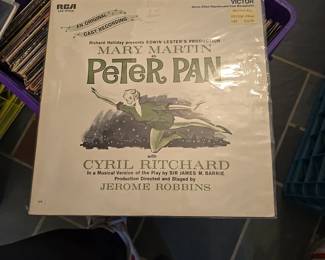 RCA
VICTOR
AN ORIGINAL
CAST RECORDING
Richard Halliday presents EDWIN LESTER'S PRODUCTION
MARY MARTIN
PETER PAN
with
CYRIL RITCHARD
In a Musical Version of the Play by SIR JAMES M. BARRIE
Production Directed and Staged by
JEROME ROBBINS